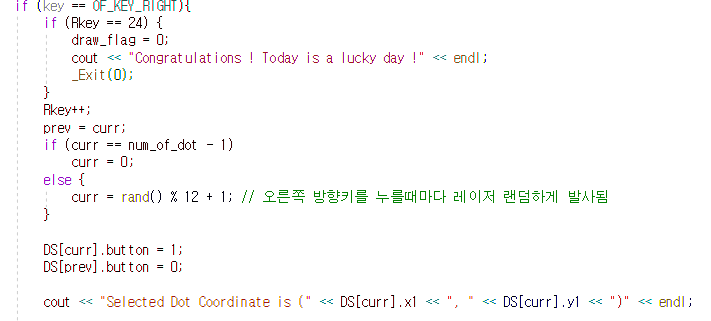 if (key == OF_KEY_RIGHT){
if (Rkey == 24) {
draw_flag = 0;
cout << "Congratulations ! Today is a lucky day !" << endl;
_Exit(0);
}
Rkey++;
prev = curr;
if (curr == num_of_dot - 1)
curr = 0;
else {
curr = rand() % 12 + 1; // 오른쪽 방향키를 누를때마다 레이저 랜덤하게 발사됨
}
DS[curr].button = 1;
DS[prev].button = 0;
cout << "Selected Dot Coordinate is (" << DS[curr].x1 << ", " << DS[curr].y1 << ")" << endl;